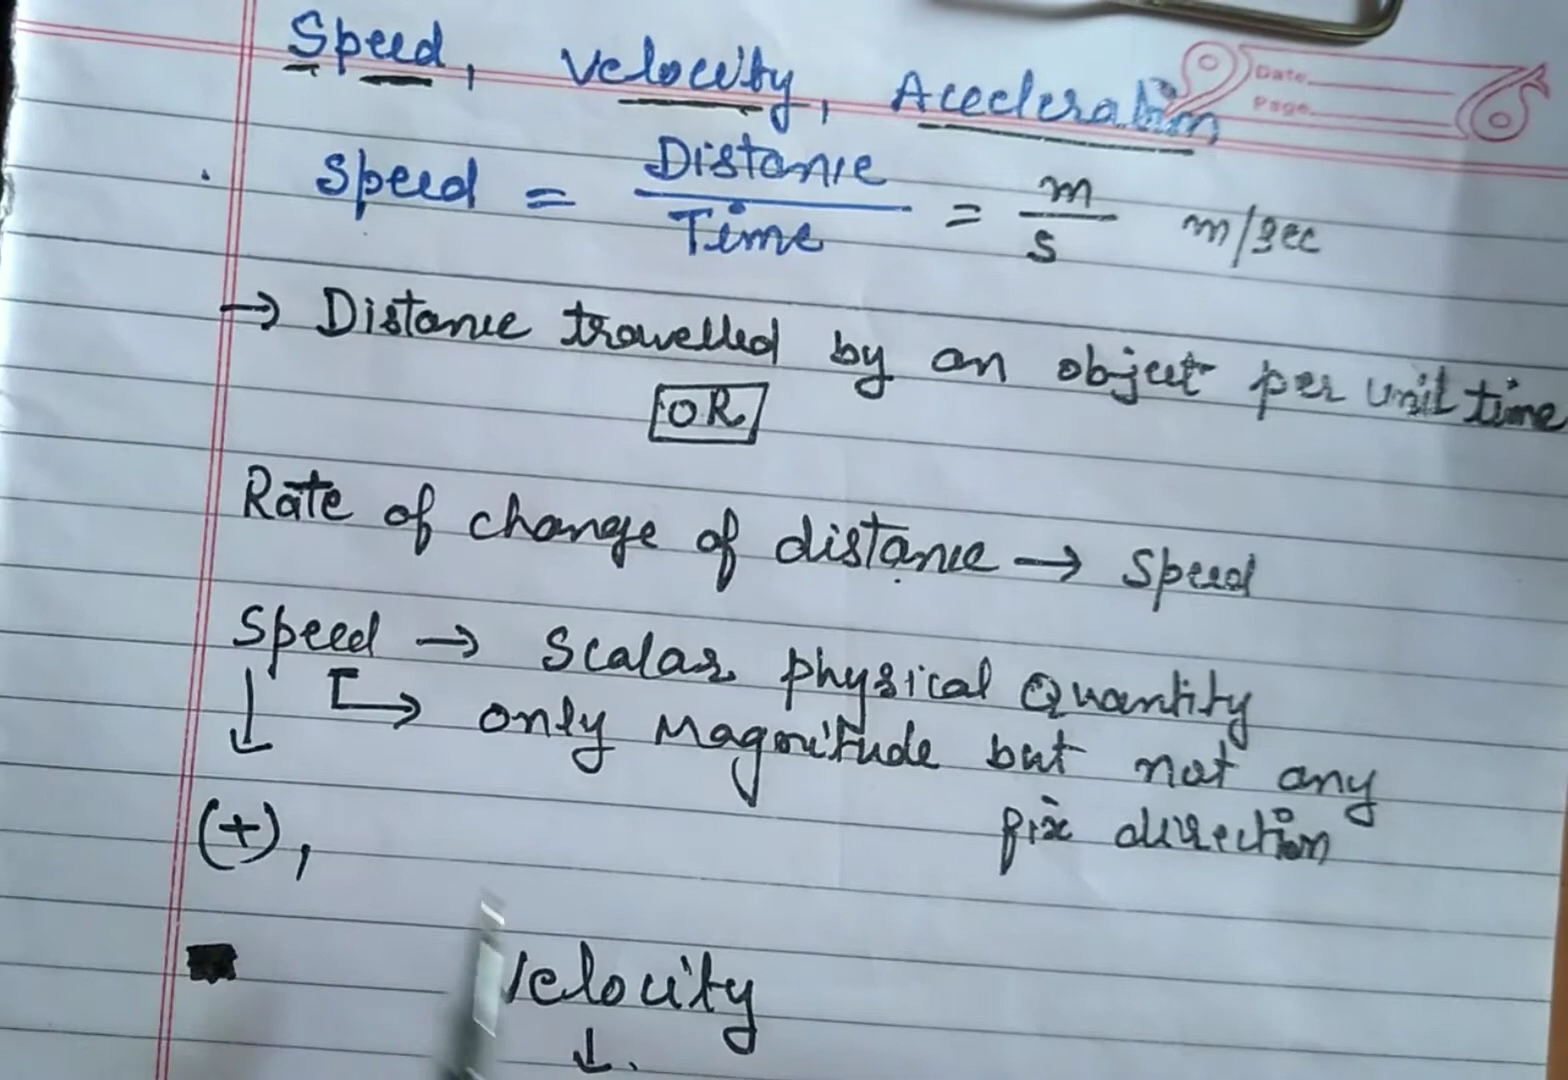 Speed, Velocity, Acecleration
Date
Page
Speed = Distance / Time = m / s m/sec
→ Distance travelled by an object per unit time
OR
Rate of change of distance → Speed
Speed → Scalar physical Quantity
↓ ↳ only Magnitude but not any
fix direction
(+),
Velocity
↓.